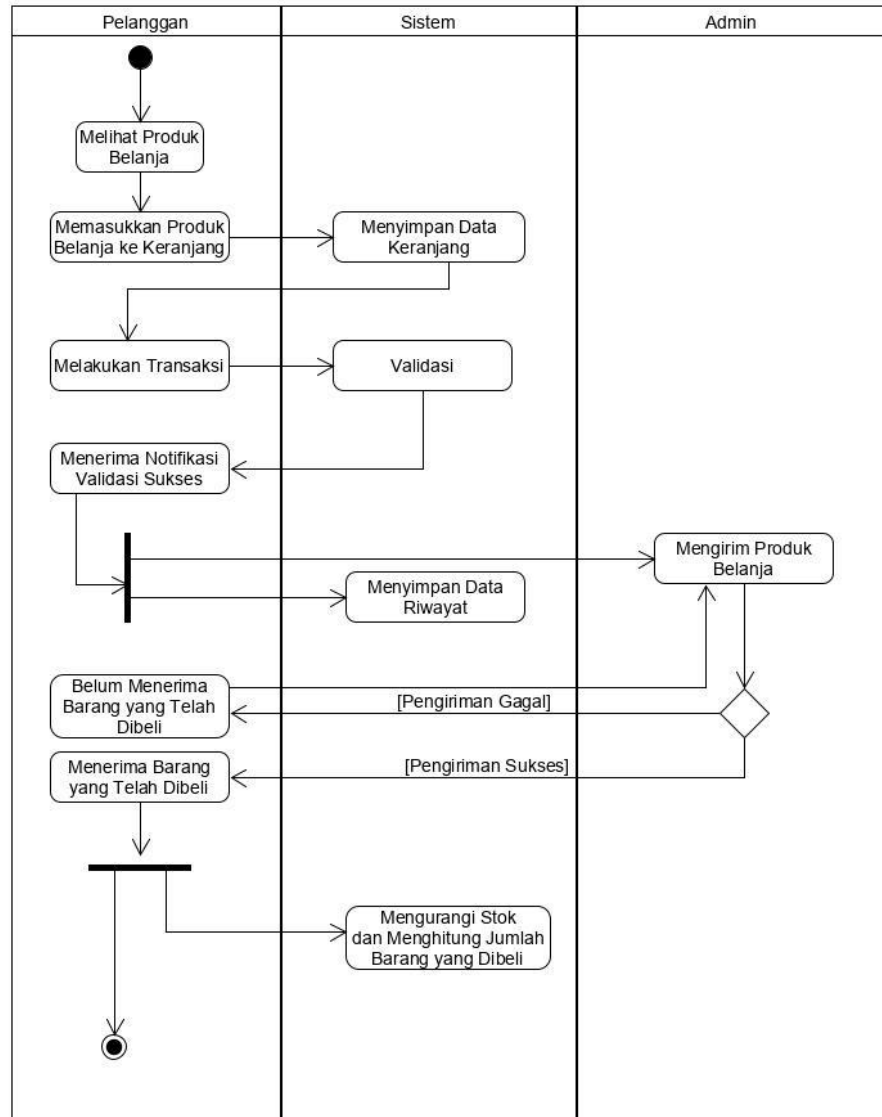 Pelanggan
Sistem
Admin
Melihat Produk
Belanja
Memasukkan Produk
Belanja ke Keranjang
Menyimpan Data
Keranjang
Melakukan Transaksi
Validasi
Menerima Notifikasi
Validasi Sukses
Mengirim Produk
Belanja
Menyimpan Data
Riwayat
Belum Menerima
Barang yang Telah
Dibeli
[Pengiriman Gagal]
Menerima Barang
yang Telah Dibeli
[Pengiriman Sukses]
Mengurangi Stok
dan Menghitung Jumlah
Barang yang Dibeli